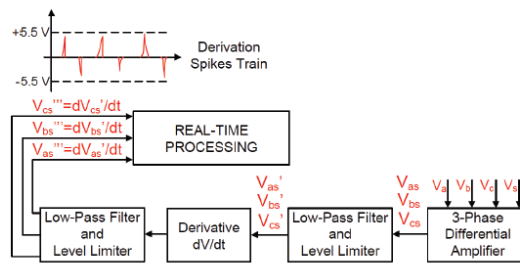 +5.5 V
-5.5 V
Derivation
Spikes Train
Vcs'''=dVcs'/dt
Vbs'''=dVbs'/dt
Vas'''=dVas'/dt
REAL-TIME
PROCESSING
Vas'
Vbs'
Vcs'
Vas
Vbs
Vcs
Va Vb Vc Vs
Low-Pass Filter
and
Level Limiter
Derivative
dV/dt
Low-Pass Filter
and
Level Limiter
3-Phase
Differential
Amplifier